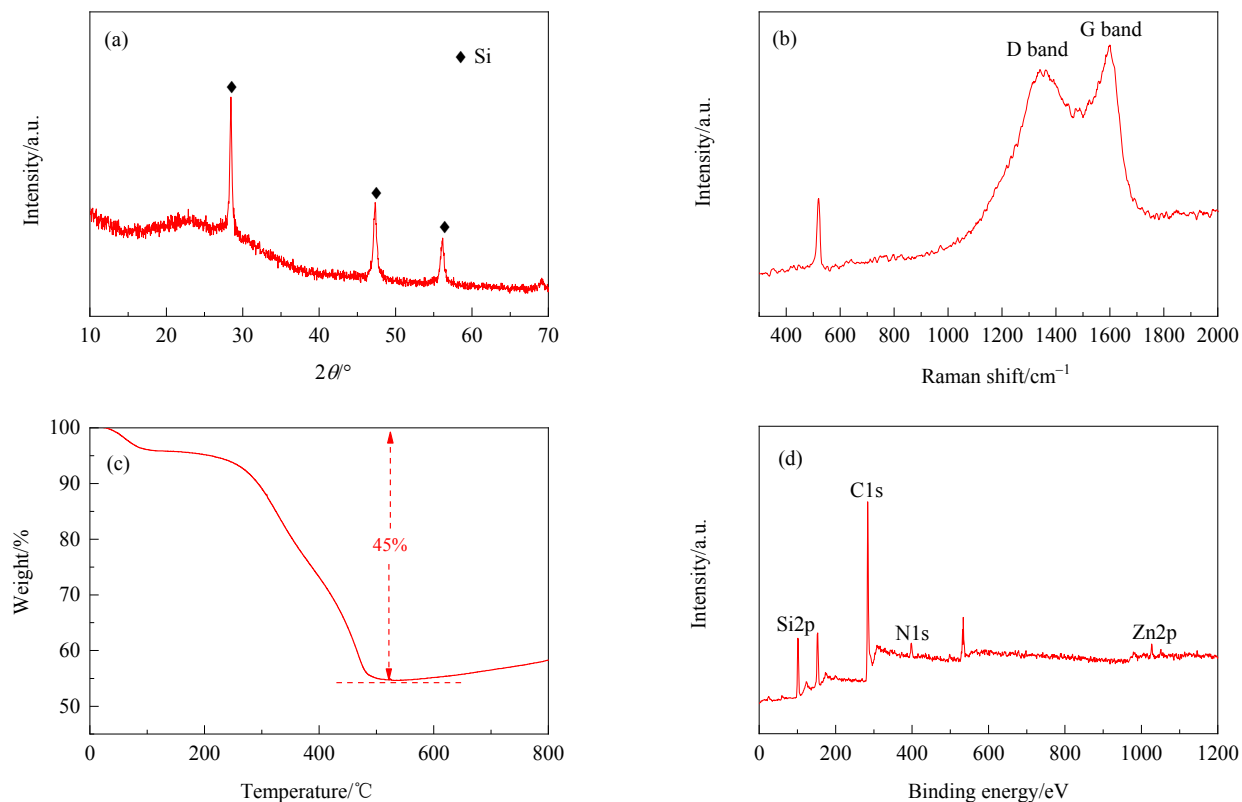 (a)
◆ Si
Intensity/a.u.
10 20 30 40 50 60 70
2θ/°
(b)
D band
G band
Intensity/a.u.
400 600 800 1000 1200 1400 1600 1800 2000
Raman shift/cm⁻¹
(c)
100
90
80
70
60
50
45%
Weight/%
0 200 400 600 800
Temperature/℃
(d)
C1s
Si2p
N1s
Zn2p
Intensity/a.u.
0 200 400 600 800 1000 1200
Binding energy/eV